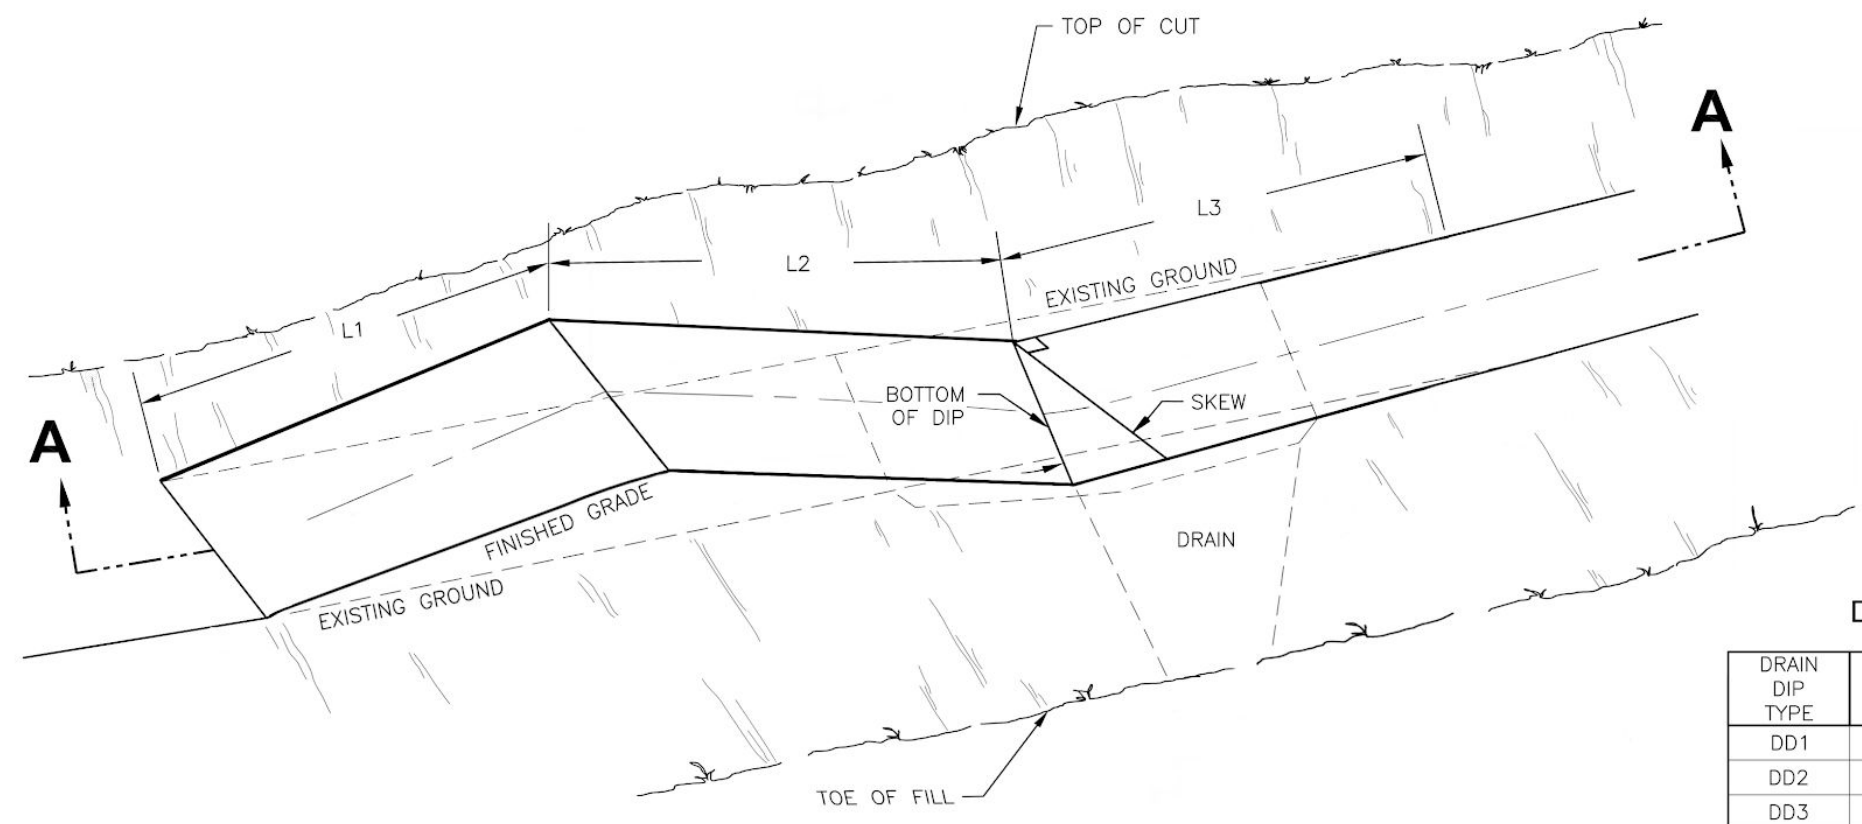 TOP OF CUT
A
L3
L2
EXISTING GROUND
L1
BOTTOM
OF DIP
SKEW
A
FINISHED GRADE
DRAIN
EXISTING GROUND
D
DRAIN
DIP
TYPE
DD1
DD2
TOE OF FILL
DD3